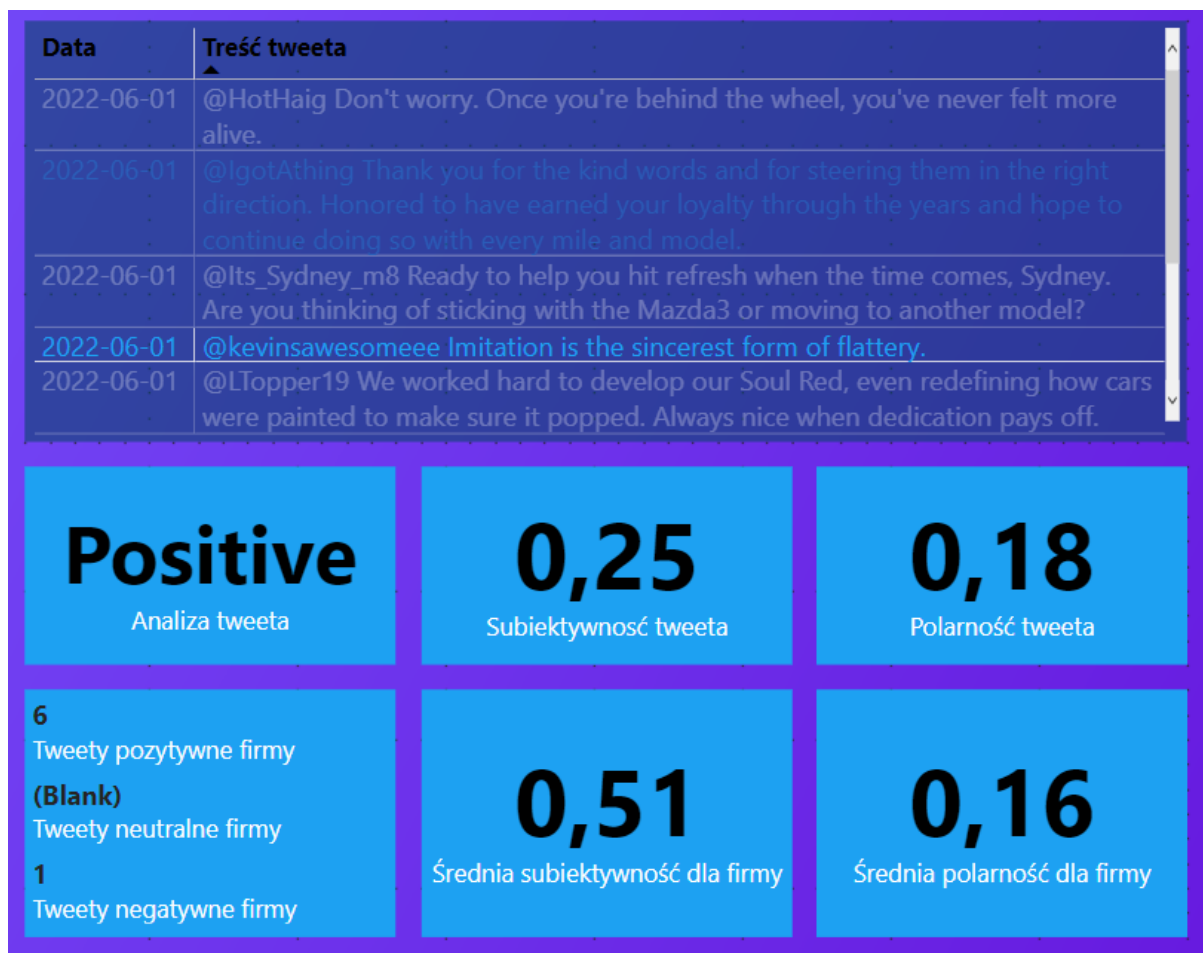 Data Treść tweeta
2022-06-01 @HotHaig Don't worry. Once you're behind the wheel, you've never felt more
alive.
2022-06-01 @IgotAthing Thank you for the kind words and for steering them in the right
direction. Honored to have earned your loyalty through the years and hope to
continue doing so with every mile and model.
2022-06-01 @Its_Sydney_m8 Ready to help you hit refresh when the time comes, Sydney.
Are you thinking of sticking with the Mazda3 or moving to another model?
2022-06-01 @kevinsawesomeee Imitation is the sincerest form of flattery.
2022-06-01 @LTopper19 We worked hard to develop our Soul Red, even redefining how cars
were painted to make sure it popped. Always nice when dedication pays off.
Positive
Analiza tweeta
0,25
Subiektywnosć tweeta
0,18
Polarność tweeta
6
Tweety pozytywne firmy
(Blank)
Tweety neutralne firmy
1
Tweety negatywne firmy
0,51
Średnia subiektywność dla firmy
0,16
Średnia polarność dla firmy